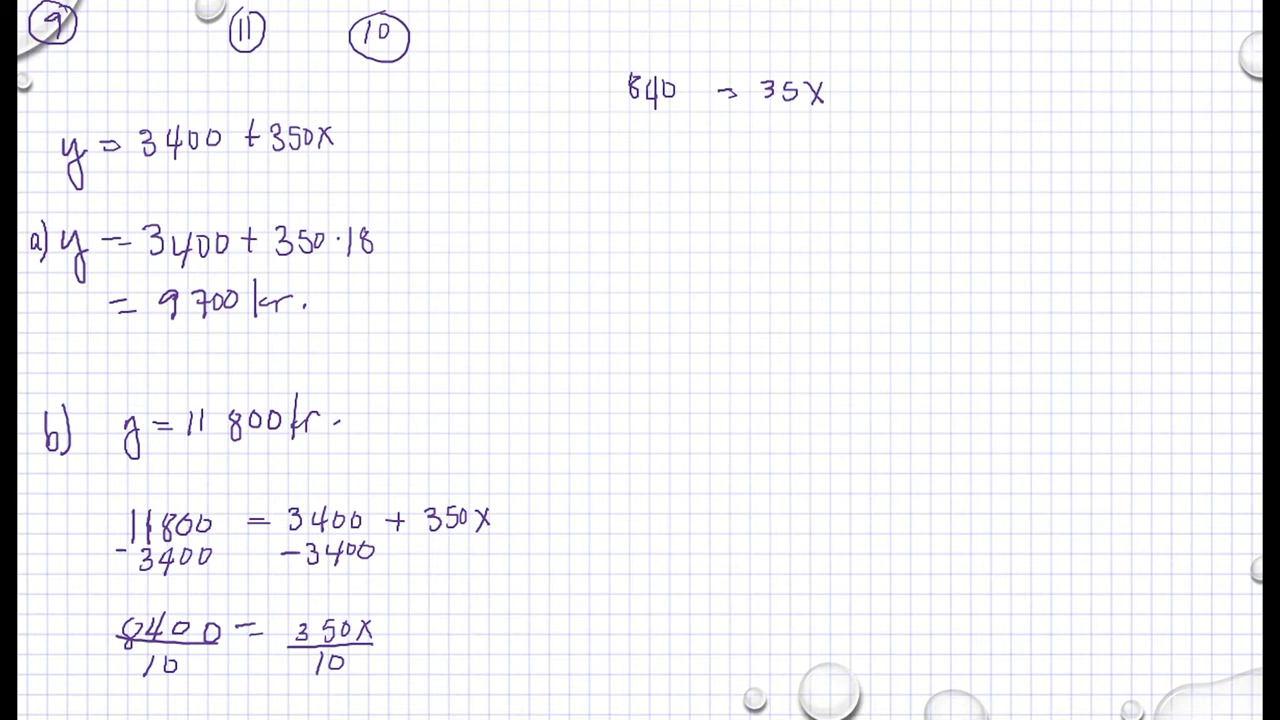 9 11 10
y = 3400 + 350x
a) y = 3400 + 350·18
= 9700 kr.
b) y = 11 800 kr.
11800 = 3400 + 350x
-3400 -3400
8400 = 350x
10 10
840 = 35x